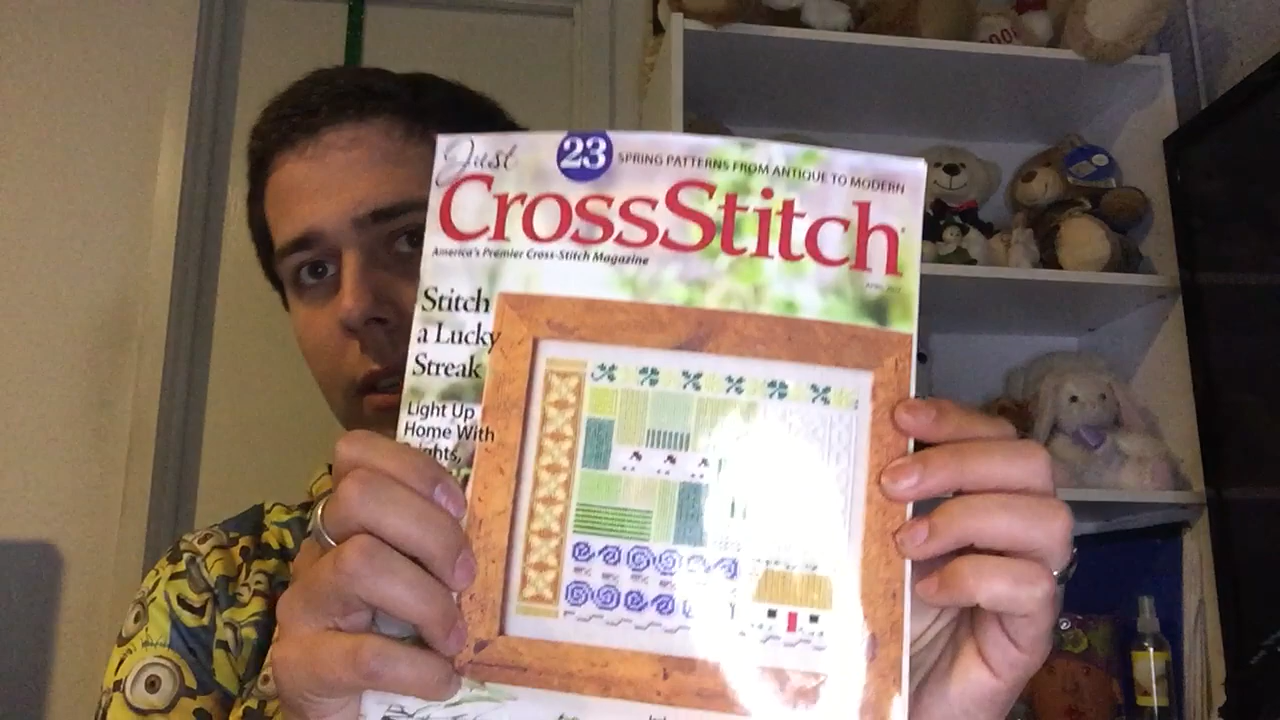 Just
23
SPRING PATTERNS FROM ANTIQUE TO MODERN
CrossStitch
America's Premier Cross-Stitch Magazine
Stitch
a Lucky
Streak
Light Up
Home With